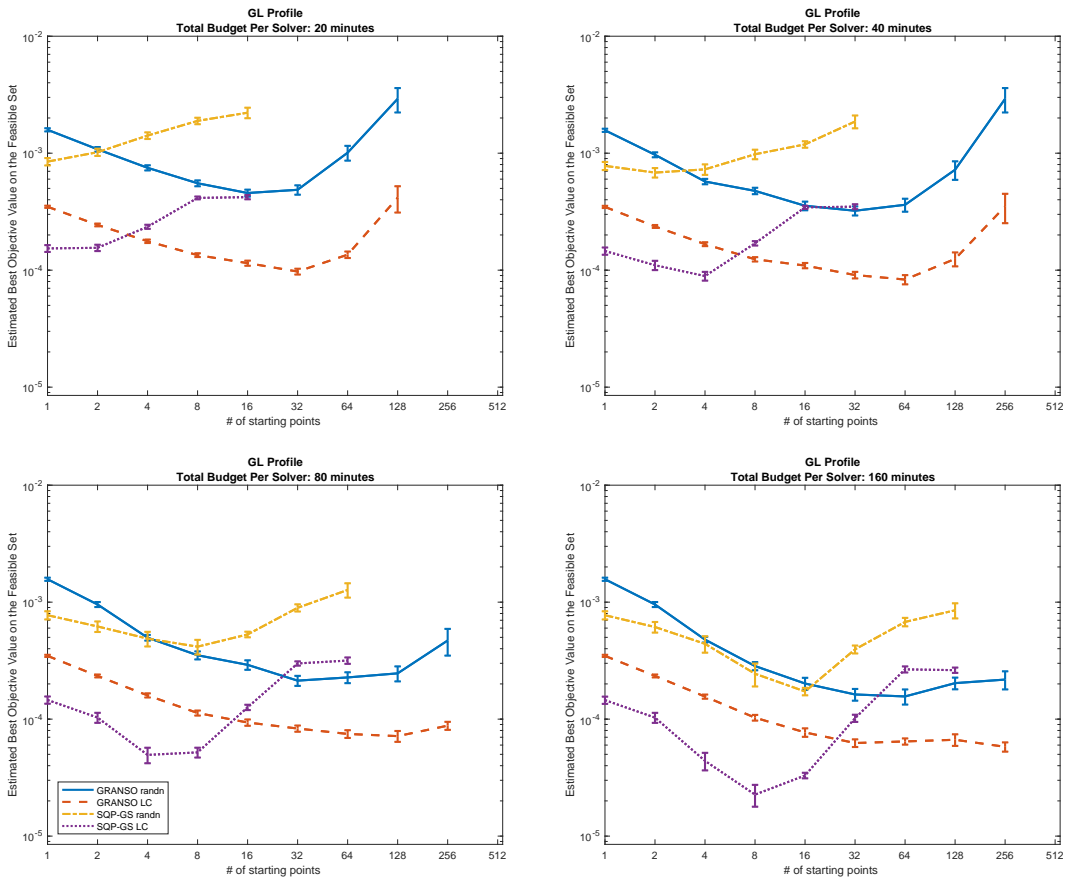 GL Profile
Total Budget Per Solver: 20 minutes
Estimated Best Objective Value on the Feasible Set
10^-2
10^-3
10^-4
10^-5
1 2 4 8 16 32 64 128 256 512
# of starting points
GL Profile
Total Budget Per Solver: 40 minutes
Estimated Best Objective Value on the Feasible Set
10^-2
10^-3
10^-4
10^-5
1 2 4 8 16 32 64 128 256 512
# of starting points
GL Profile
Total Budget Per Solver: 80 minutes
Estimated Best Objective Value on the Feasible Set
10^-2
10^-3
10^-4
10^-5
GRANSO randn
GRANSO LC
SQP-GS randn
SQP-GS LC
1 2 4 8 16 32 64 128 256 512
# of starting points
GL Profile
Total Budget Per Solver: 160 minutes
Estimated Best Objective Value on the Feasible Set
10^-2
10^-3
10^-4
10^-5
1 2 4 8 16 32 64 128 256 512
# of starting points